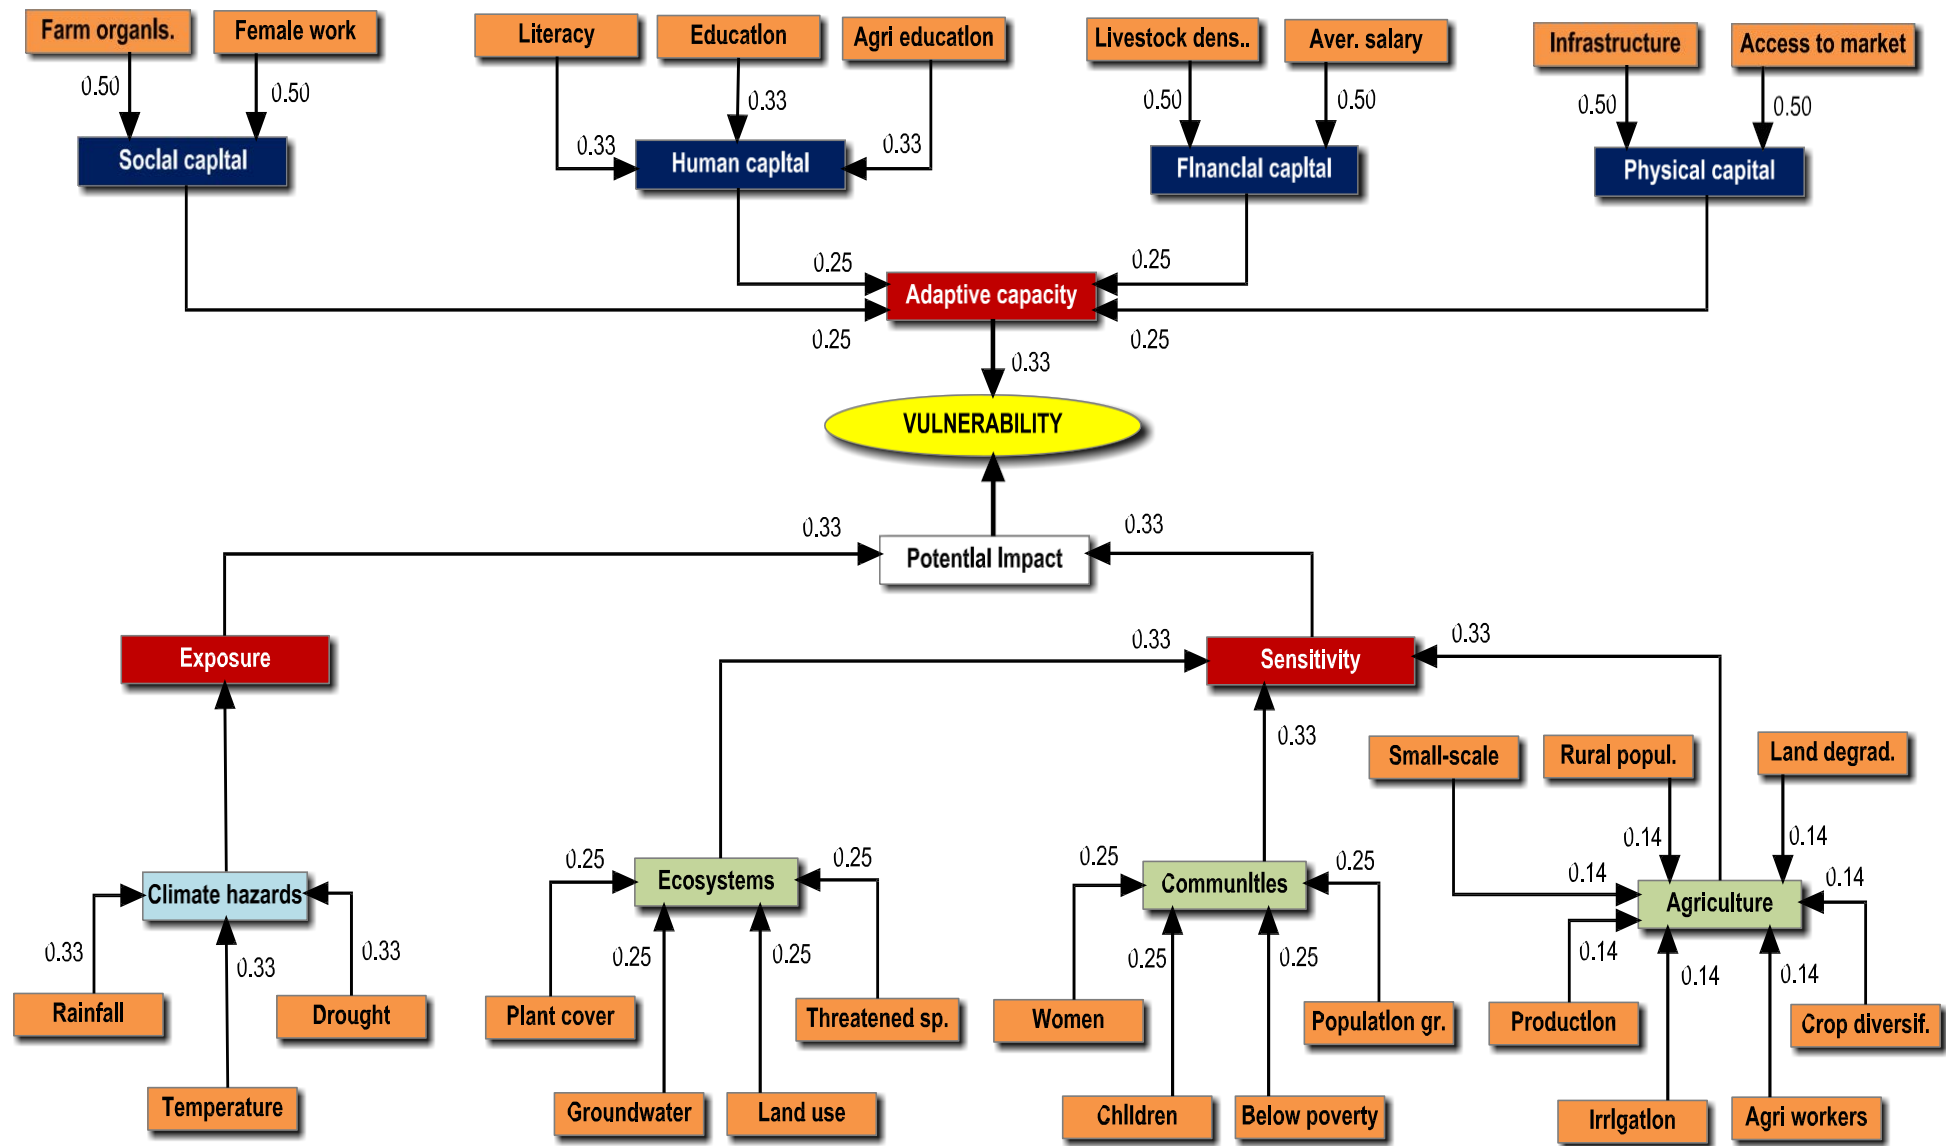 Farm organIs.
Female work
Literacy
EducatIon
Agri educatIon
Livestock dens..
Aver. salary
Infrastructure
Access to market
0.50
0.50
0.33
0.33
0.33
0.50
0.50
0.50
0.50
SocIal capItal
Human capItal
FInancIal capItal
Physical capital
0.25
0.25
Adaptive capacity
0.25
0.25
0.33
VULNERABILITY
0.33
0.33
PotentIal Impact
0.33
0.33
Exposure
Sensitivity
0.33
Small-scale
Rural popul.
Land degrad.
0.14
0.14
0.25
0.25
0.25
0.25
0.14
0.14
Climate hazards
Ecosystems
CommunItIes
Agriculture
0.33
0.33
0.33
0.25
0.25
0.25
0.25
0.14
0.14
0.14
Rainfall
Drought
Plant cover
Threatened sp.
Women
PopulatIon gr.
ProductIon
Crop diversif.
Temperature
Groundwater
Land use
ChIldren
Below poverty
IrrIgatIon
Agri workers